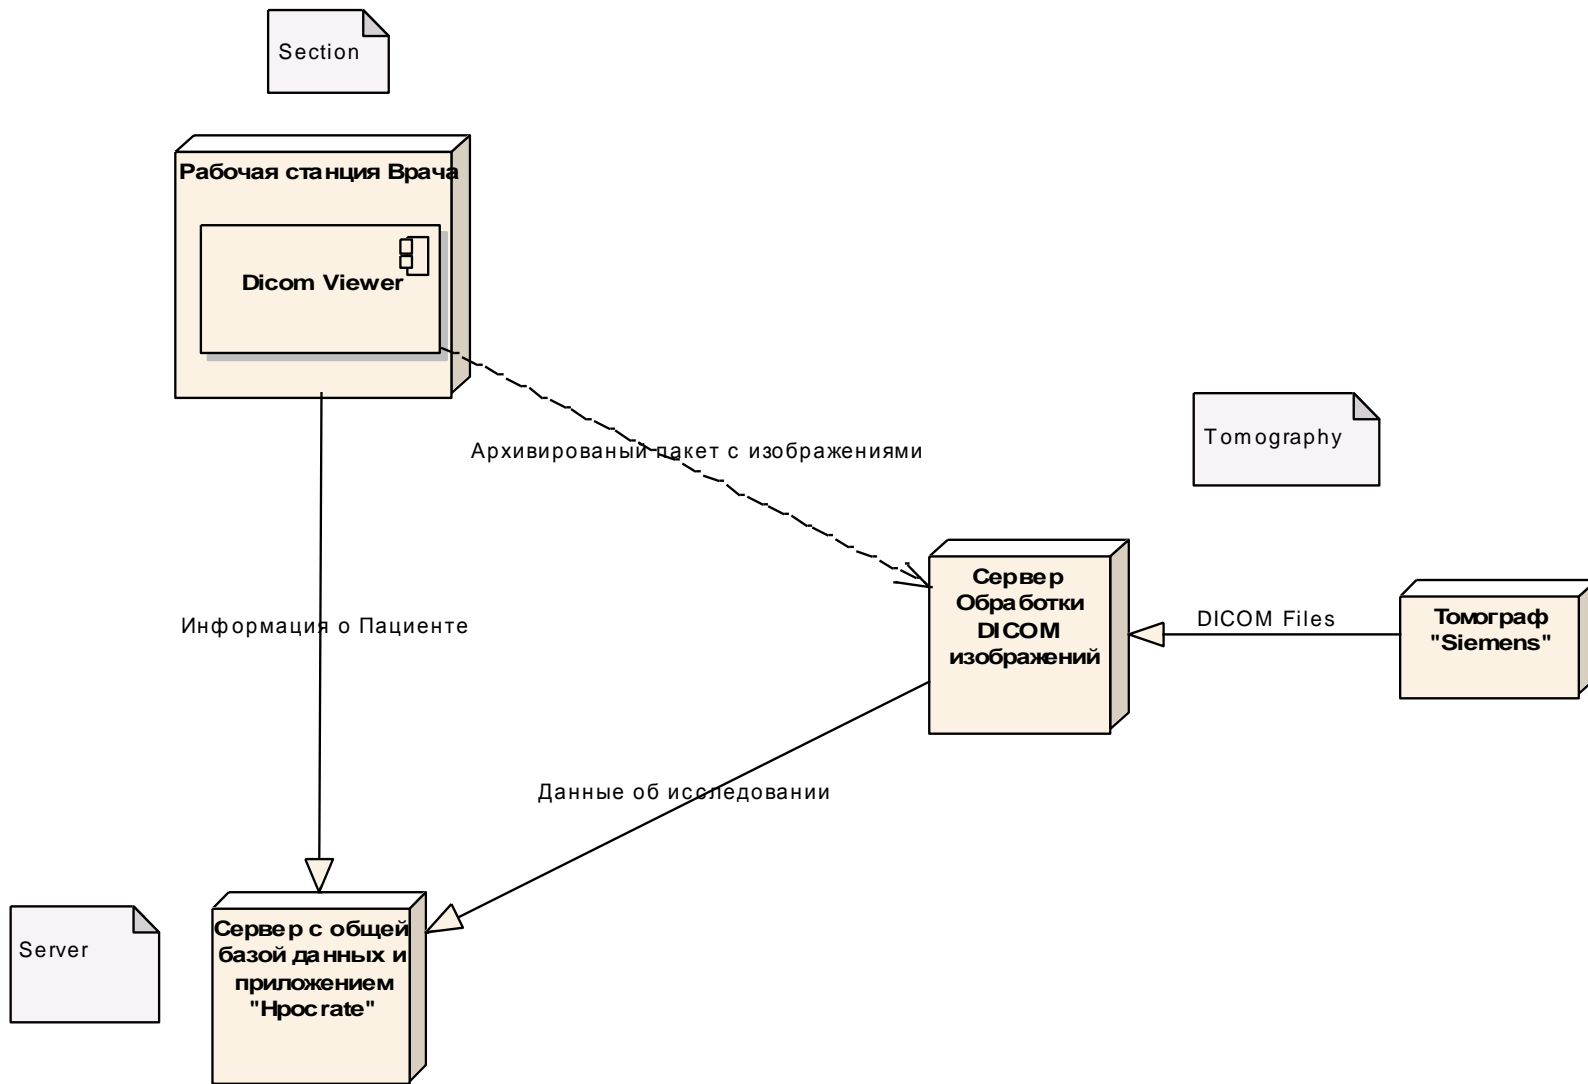 Section
Рабочая станция Врача
Dicom Viewer
Архивированый пакет с изображениями
Tomography
Сервер
Обработки
DICOM
изображений
DICOM Files
Томограф
"Siemens"
Информация о Пациенте
Данные об исследовании
Server
Сервер с общей
базой данных и
приложением
"Hpocrate"